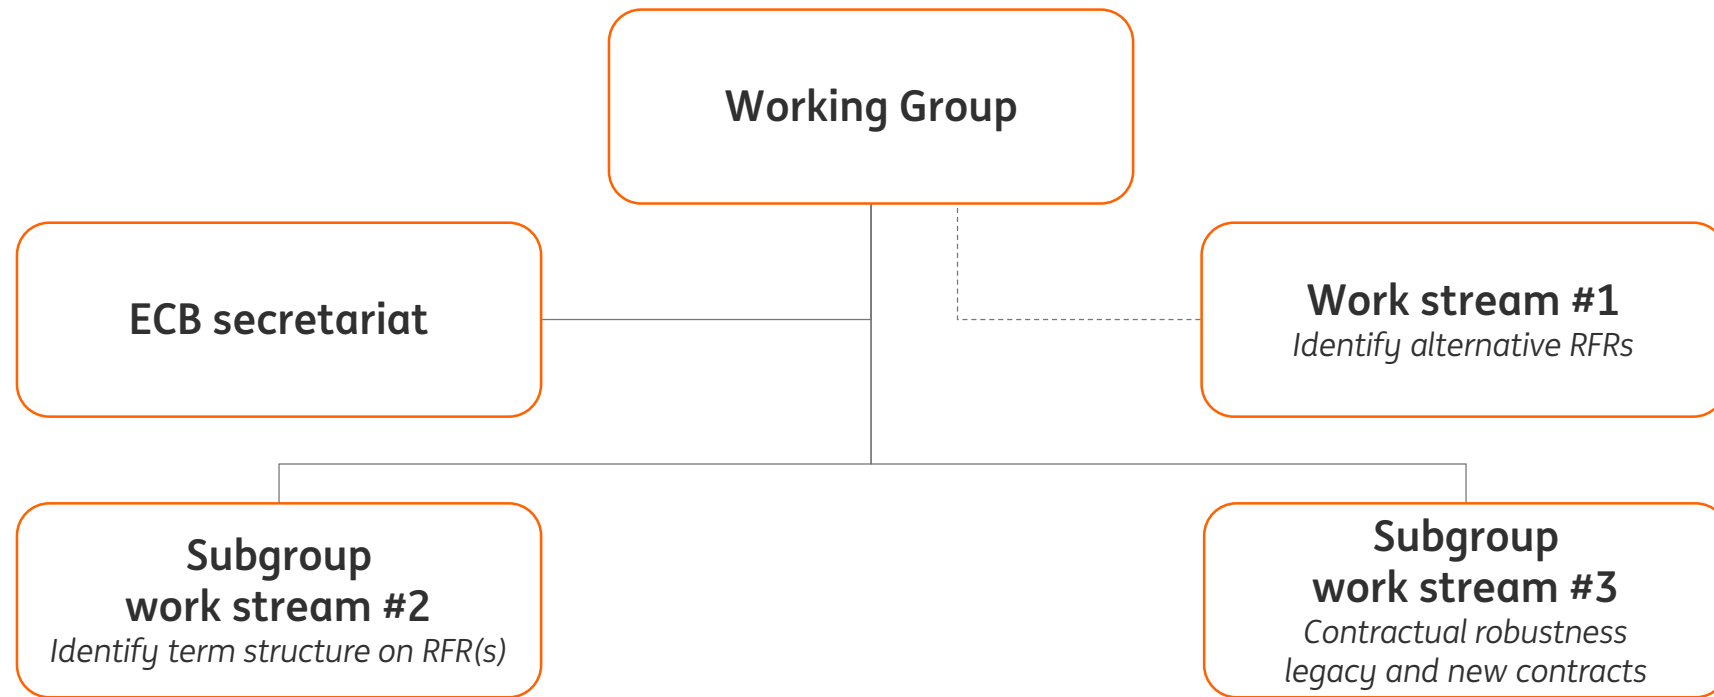 Working Group
ECB secretariat
Work stream #1
Identify alternative RFRs
Subgroup
work stream #2
Identify term structure on RFR(s)
Subgroup
work stream #3
Contractual robustness
legacy and new contracts